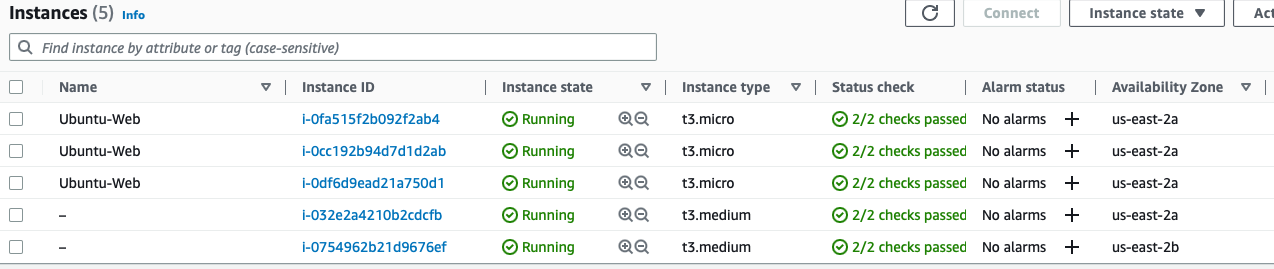 Instances (5) Info Connect Instance state Act
Find instance by attribute or tag (case-sensitive)
Name Instance ID Instance state Instance type Status check Alarm status Availability Zone
Ubuntu-Web i-0fa515f2b092f2ab4 Running t3.micro 2/2 checks passed No alarms + us-east-2a
Ubuntu-Web i-0cc192b94d7d1d2ab Running t3.micro 2/2 checks passed No alarms + us-east-2a
Ubuntu-Web i-0df6d9ead21a750d1 Running t3.micro 2/2 checks passed No alarms + us-east-2a
– i-032e2a4210b2cdcfb Running t3.medium 2/2 checks passed No alarms + us-east-2a
– i-0754962b21d9676ef Running t3.medium 2/2 checks passed No alarms + us-east-2b